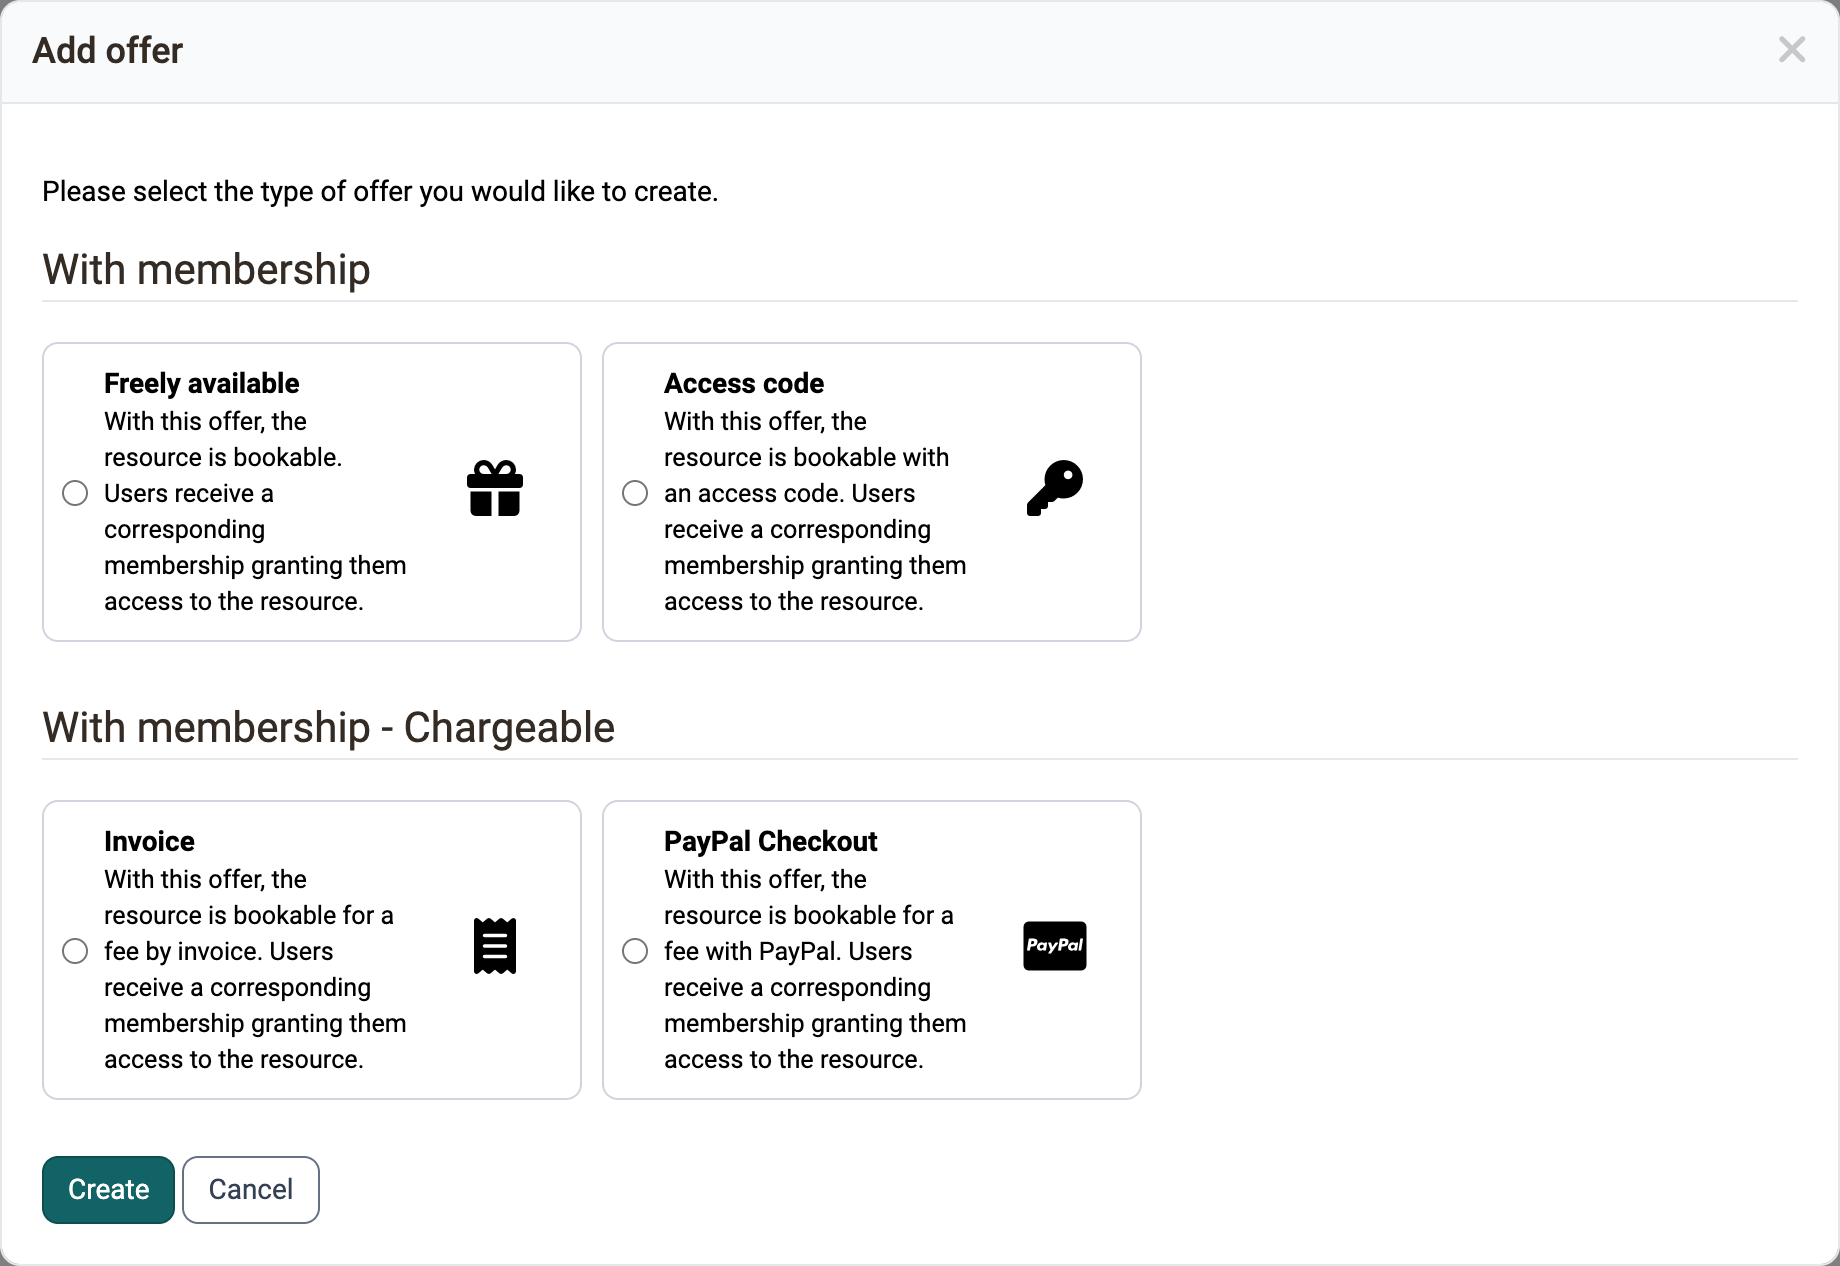 Add offer
Please select the type of offer you would like to create.
With membership
Freely available
With this offer, the
resource is bookable.
Users receive a
corresponding
membership granting them
access to the resource.
Access code
With this offer, the
resource is bookable with
an access code. Users
receive a corresponding
membership granting them
access to the resource.
With membership - Chargeable
Invoice
With this offer, the
resource is bookable for a
fee by invoice. Users
receive a corresponding
membership granting them
access to the resource.
PayPal Checkout
With this offer, the
resource is bookable for a
fee with PayPal. Users
receive a corresponding
membership granting them
access to the resource.
PayPal
Create
Cancel